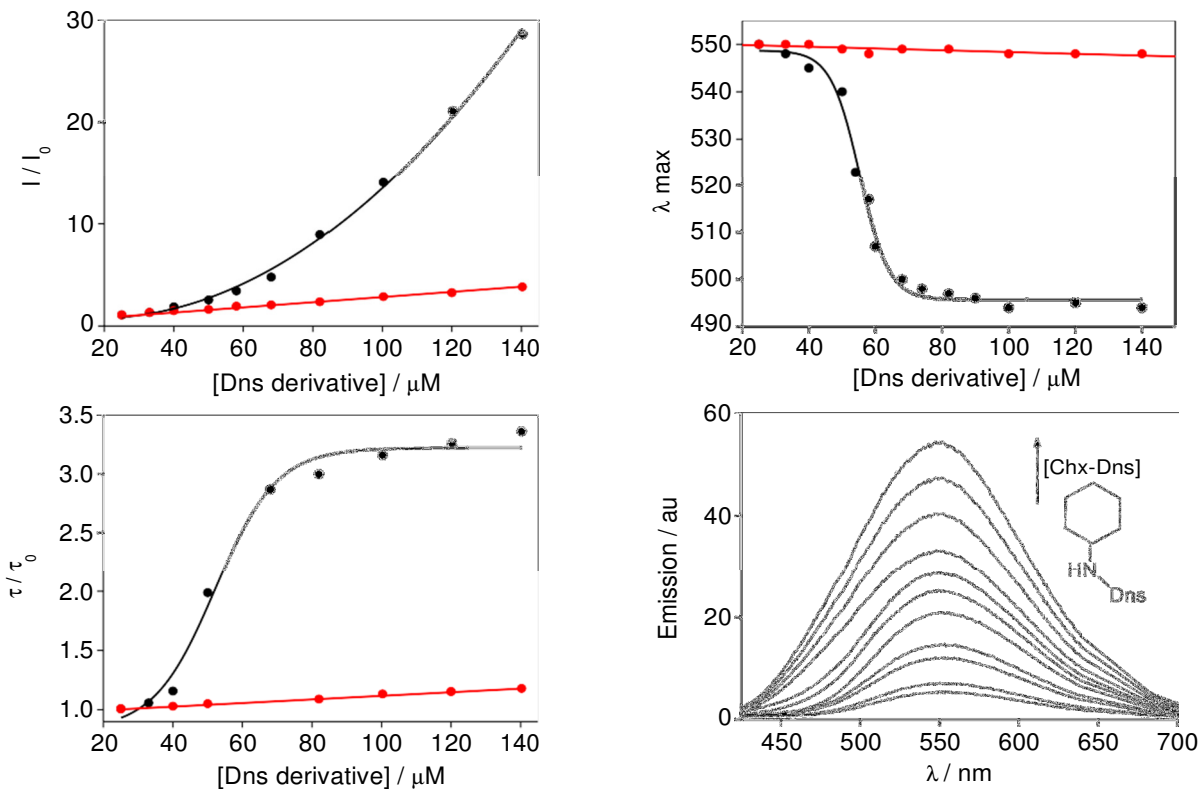 30
20
10
0
I / I0
20 40 60 80 100 120 140
[Dns derivative] / μM
550
540
530
520
510
500
490
λ max
20 40 60 80 100 120 140
[Dns derivative] / μM
3.5
3.0
2.5
2.0
1.5
1.0
τ / τ0
20 40 60 80 100 120 140
[Dns derivative] / μM
60
40
20
0
Emission / au
[Chx-Dns]
HN
Dns
450 500 550 600 650 700
λ / nm